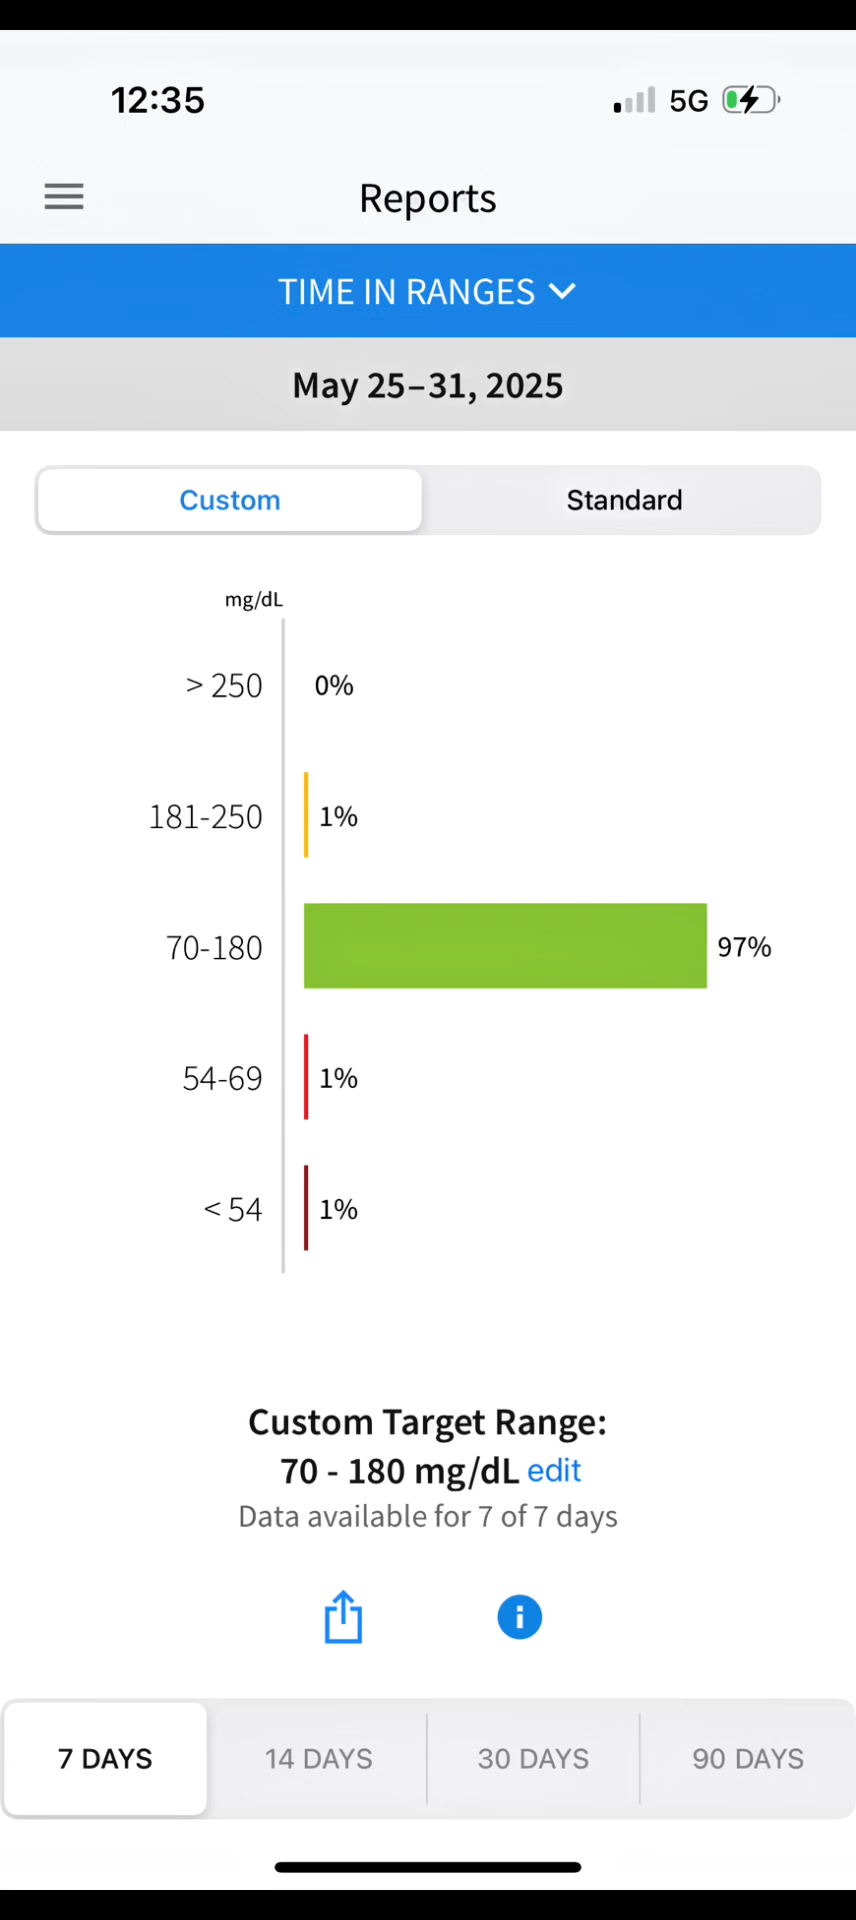 12:35
5G
Reports
TIME IN RANGES
May 25–31, 2025
Custom
Standard
mg/dL
> 250
0%
181-250
1%
70-180
97%
54-69
1%
< 54
1%
Custom Target Range:
70 - 180 mg/dL edit
Data available for 7 of 7 days
i
7 DAYS
14 DAYS
30 DAYS
90 DAYS